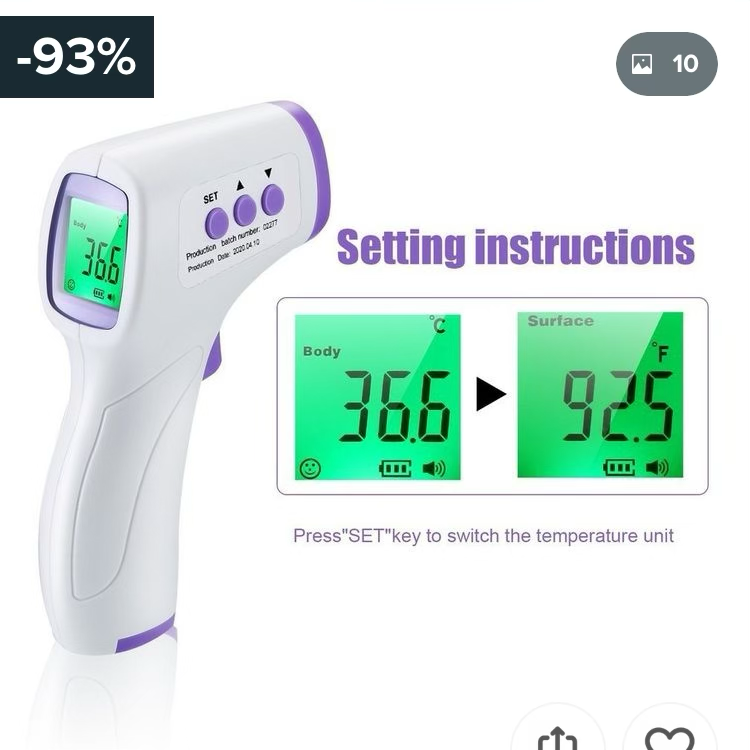 -93%
10
SET
▲
▼
Production batch number: 02277
Production Date: 2020.04.10
Body
°C
36.6
Setting instructions
°C
Body
36.6
Surface
°F
92.5
Press"SET"key to switch the temperature unit